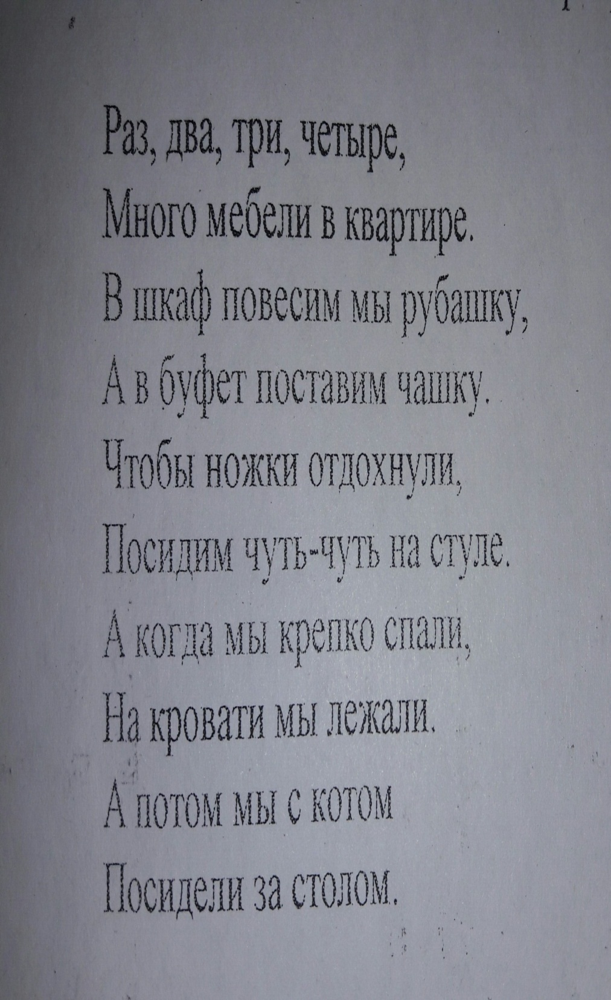 Раз, два, три, четыре,
Много мебели в квартире.
В шкаф повесим мы рубашку,
А в буфет поставим чашку.
Чтобы ножки отдохнули,
Посидим чуть-чуть на стуле.
А когда мы крепко спали,
На кровати мы лежали.
А потом мы с котом
Посидели за столом.